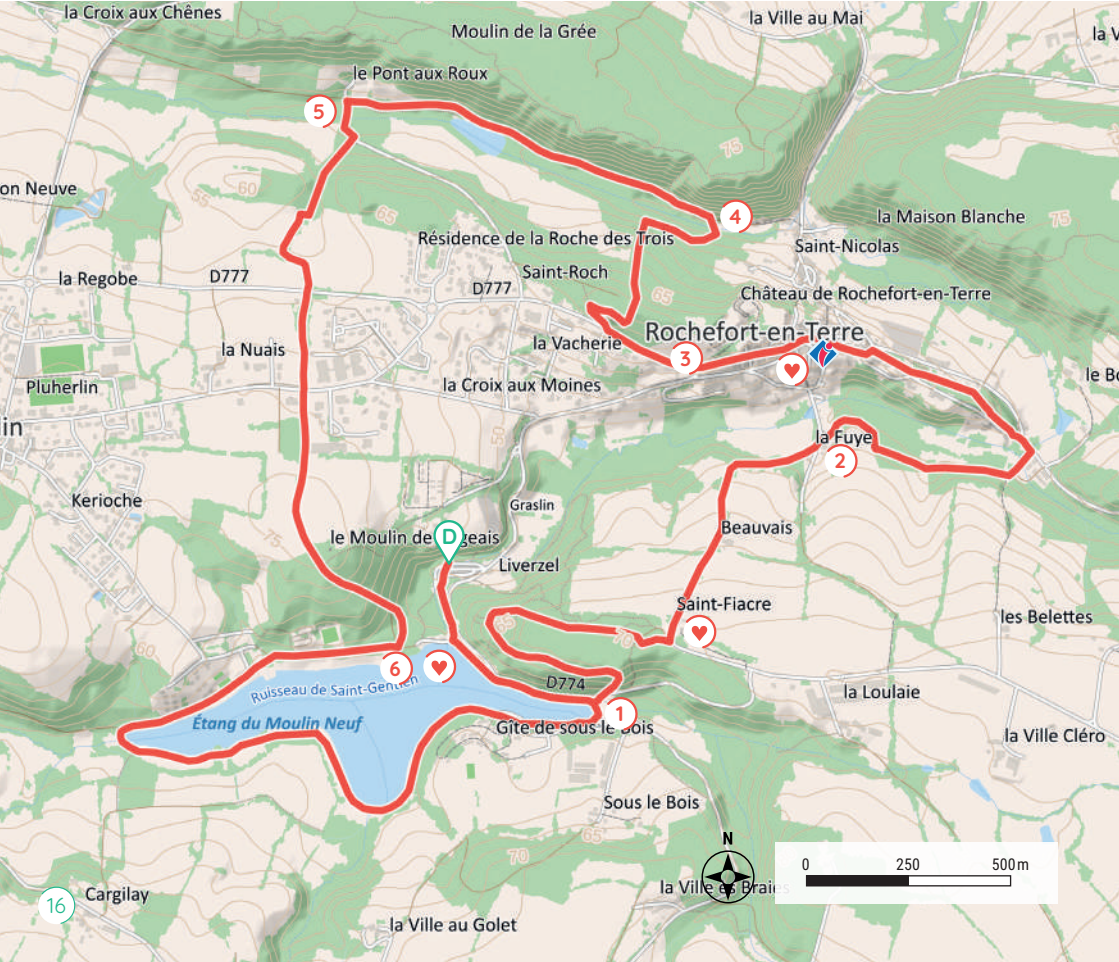 la Croix aux Chênes
la Ville au Mai
Moulin de la Grée
la V
le Pont aux Roux
5
75
60
on Neuve
65
4
la Maison Blanche
75
Résidence de la Roche des Trois
Saint-Nicolas
Saint-Roch
la Regobe
D777
D777
65
Château de Rochefort-en-Terre
Rochefort-en-Terre
la Vacherie
la Nuais
3
Pluherlin
la Croix aux Moines
le Bo
lin
50
la Fuye
2
Kerioche
Graslin
Beauvais
75
le Moulin de
geais
D
Liverzel
Saint-Fiacre
les Belettes
65
70
60
6
D774
Ruisseau de Saint-Gentien
la Loulaie
1
Étang du Moulin Neuf
Gîte de sous le Bois
la Ville Cléro
Sous le Bois
65
70
N
0 250 500m
Cargilay
16
la Ville es Braies
la Ville au Golet